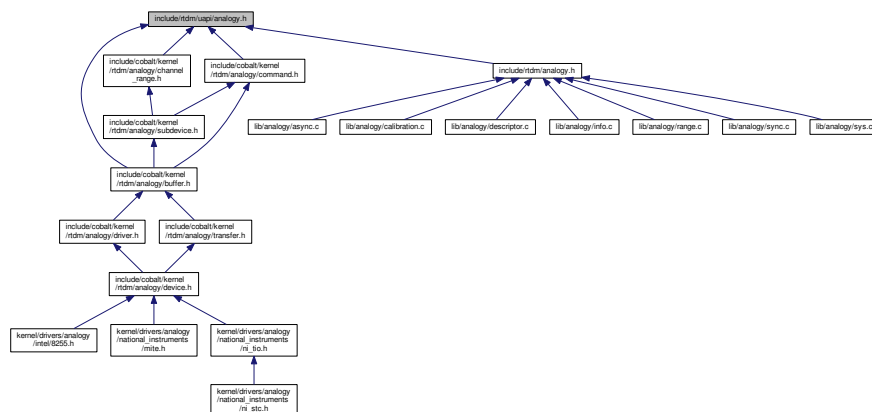 include/rtdm/uapi/analogy.h
include/cobalt/kernel
/rtdm/analogy/channel
_range.h
include/cobalt/kernel
/rtdm/analogy/command.h
include/rtdm/analogy.h
include/cobalt/kernel
/rtdm/analogy/subdevice.h
lib/analogy/async.c
lib/analogy/calibration.c
lib/analogy/descriptor.c
lib/analogy/info.c
lib/analogy/range.c
lib/analogy/sync.c
lib/analogy/sys.c
include/cobalt/kernel
/rtdm/analogy/buffer.h
include/cobalt/kernel
/rtdm/analogy/driver.h
include/cobalt/kernel
/rtdm/analogy/transfer.h
include/cobalt/kernel
/rtdm/analogy/device.h
kernel/drivers/analogy
/intel/8255.h
kernel/drivers/analogy
/national_instruments
/mite.h
kernel/drivers/analogy
/national_instruments
/ni_tio.h
kernel/drivers/analogy
/national_instruments
/ni_stc.h